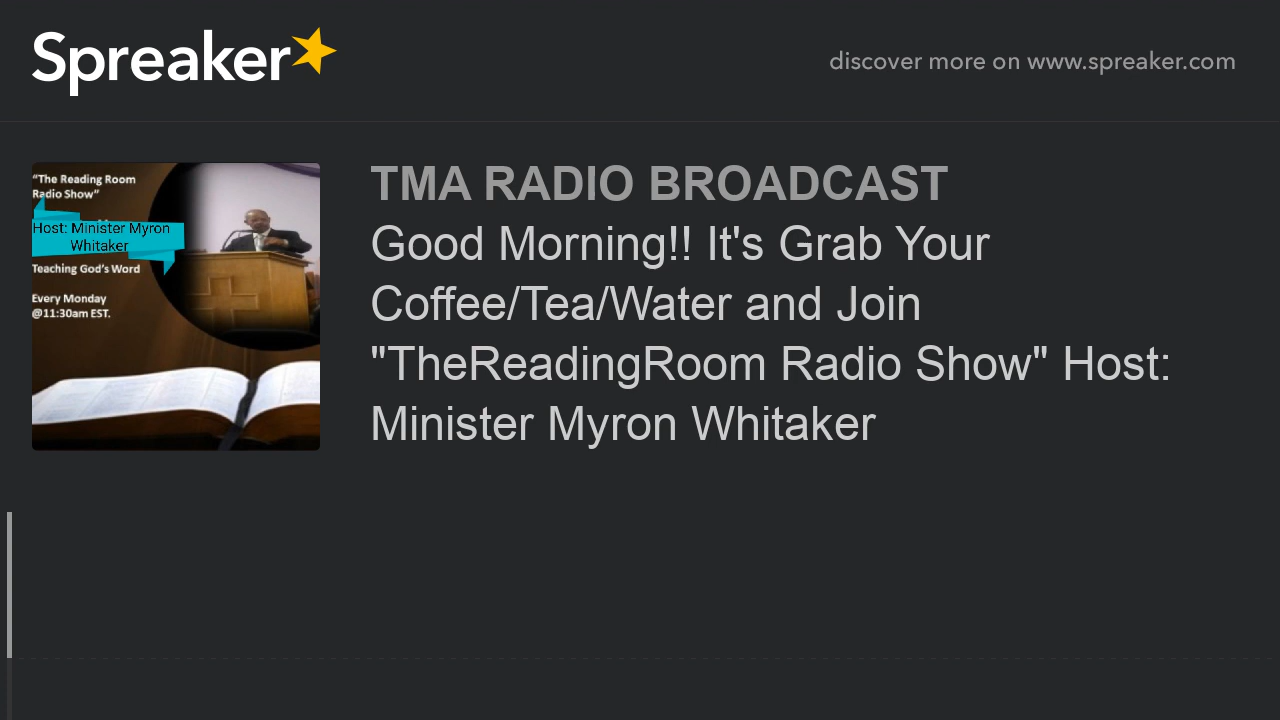 Spreaker
discover more on www.spreaker.com
"The Reading Room
Radio Show"
Host: Minister Myron
Whitaker
Teaching God's Word
Every Monday
@11:30am EST.
TMA RADIO BROADCAST
Good Morning!! It's Grab Your
Coffee/Tea/Water and Join
"TheReadingRoom Radio Show" Host:
Minister Myron Whitaker